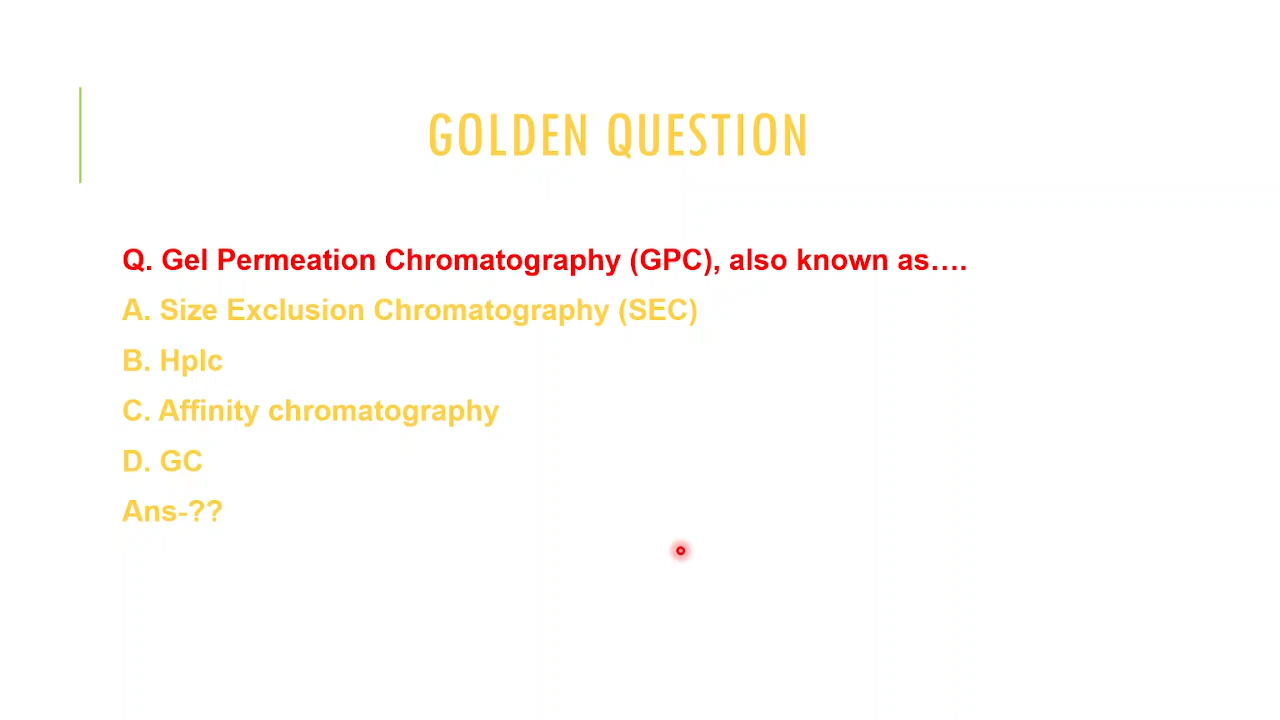 GOLDEN QUESTION
Q. Gel Permeation Chromatography (GPC), also known as….
A. Size Exclusion Chromatography (SEC)
B. Hplc
C. Affinity chromatography
D. GC
Ans-??